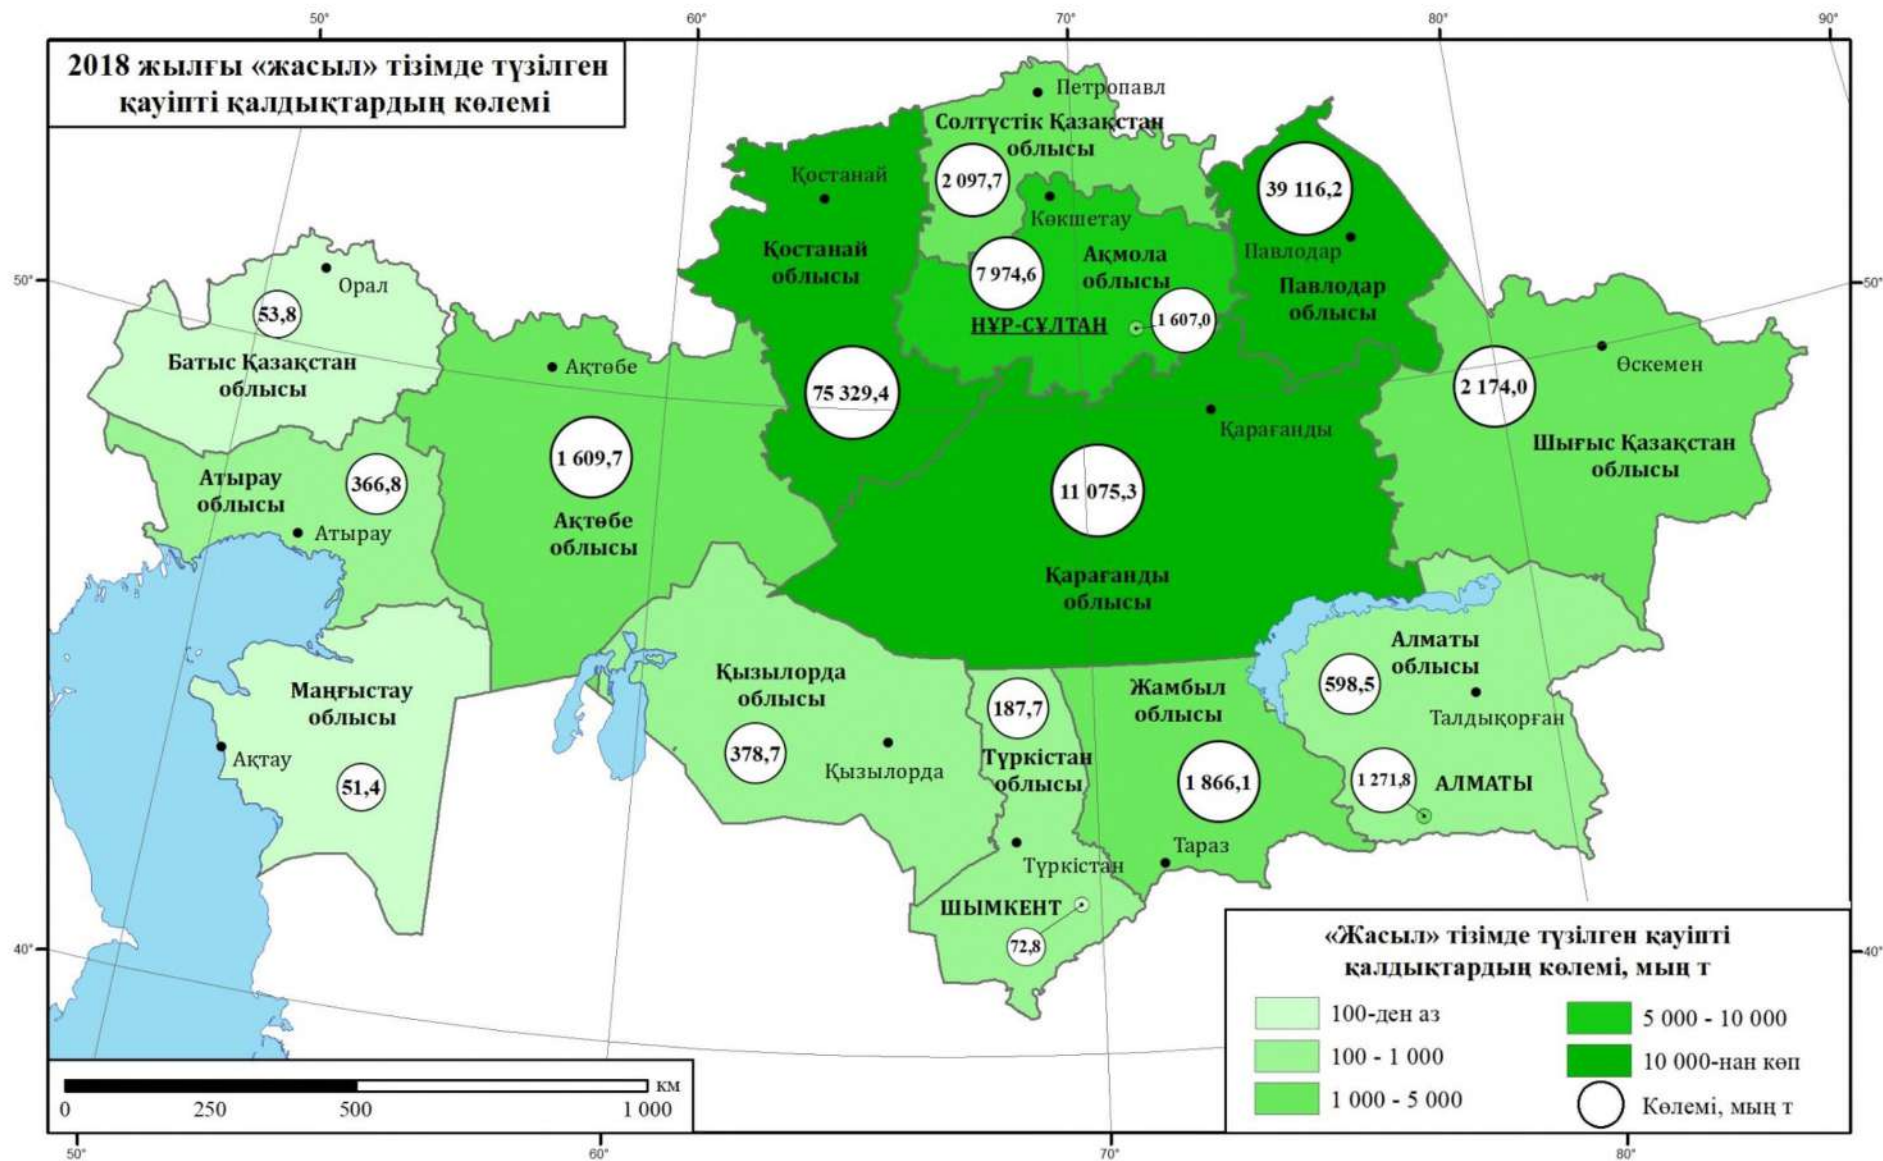 50°
60°
70°
80°
90°
2018 жылғы «жасыл» тізімде түзілген
қауіпті қалдықтардың көлемі
Петропавл
Солтүстік Қазақстан
облысы
2 097,7
Қостанай
Қостанай
облысы
75 329,4
Көкшетау
7 974,6
Ақмола
облысы
НҰР-СҰЛТАН
1 607,0
39 116,2
Павлодар
Павлодар
облысы
50°
50°
Орал
53,8
Батыс Қазақстан
облысы
Ақтөбе
1 609,7
Ақтөбе
облысы
Атырау
облысы
366,8
Атырау
Қарағанды
11 075,3
Қарағанды
облысы
Өскемен
2 174,0
Шығыс Қазақстан
облысы
Маңғыстау
облысы
Ақтау
51,4
Қызылорда
облысы
378,7
Қызылорда
187,7
Түркістан
облысы
Түркістан
ШЫМКЕНТ
72,8
Жамбыл
облысы
1 866,1
Тараз
Алматы
облысы
598,5
Талдықорған
1 271,8
АЛМАТЫ
40°
40°
«Жасыл» тізімде түзілген қауіпті
қалдықтардың көлемі, мың т
100-ден аз
100 - 1 000
1 000 - 5 000
5 000 - 10 000
10 000-нан көп
Көлемі, мың т
км
0 250 500 1 000
50°
60°
70°
80°